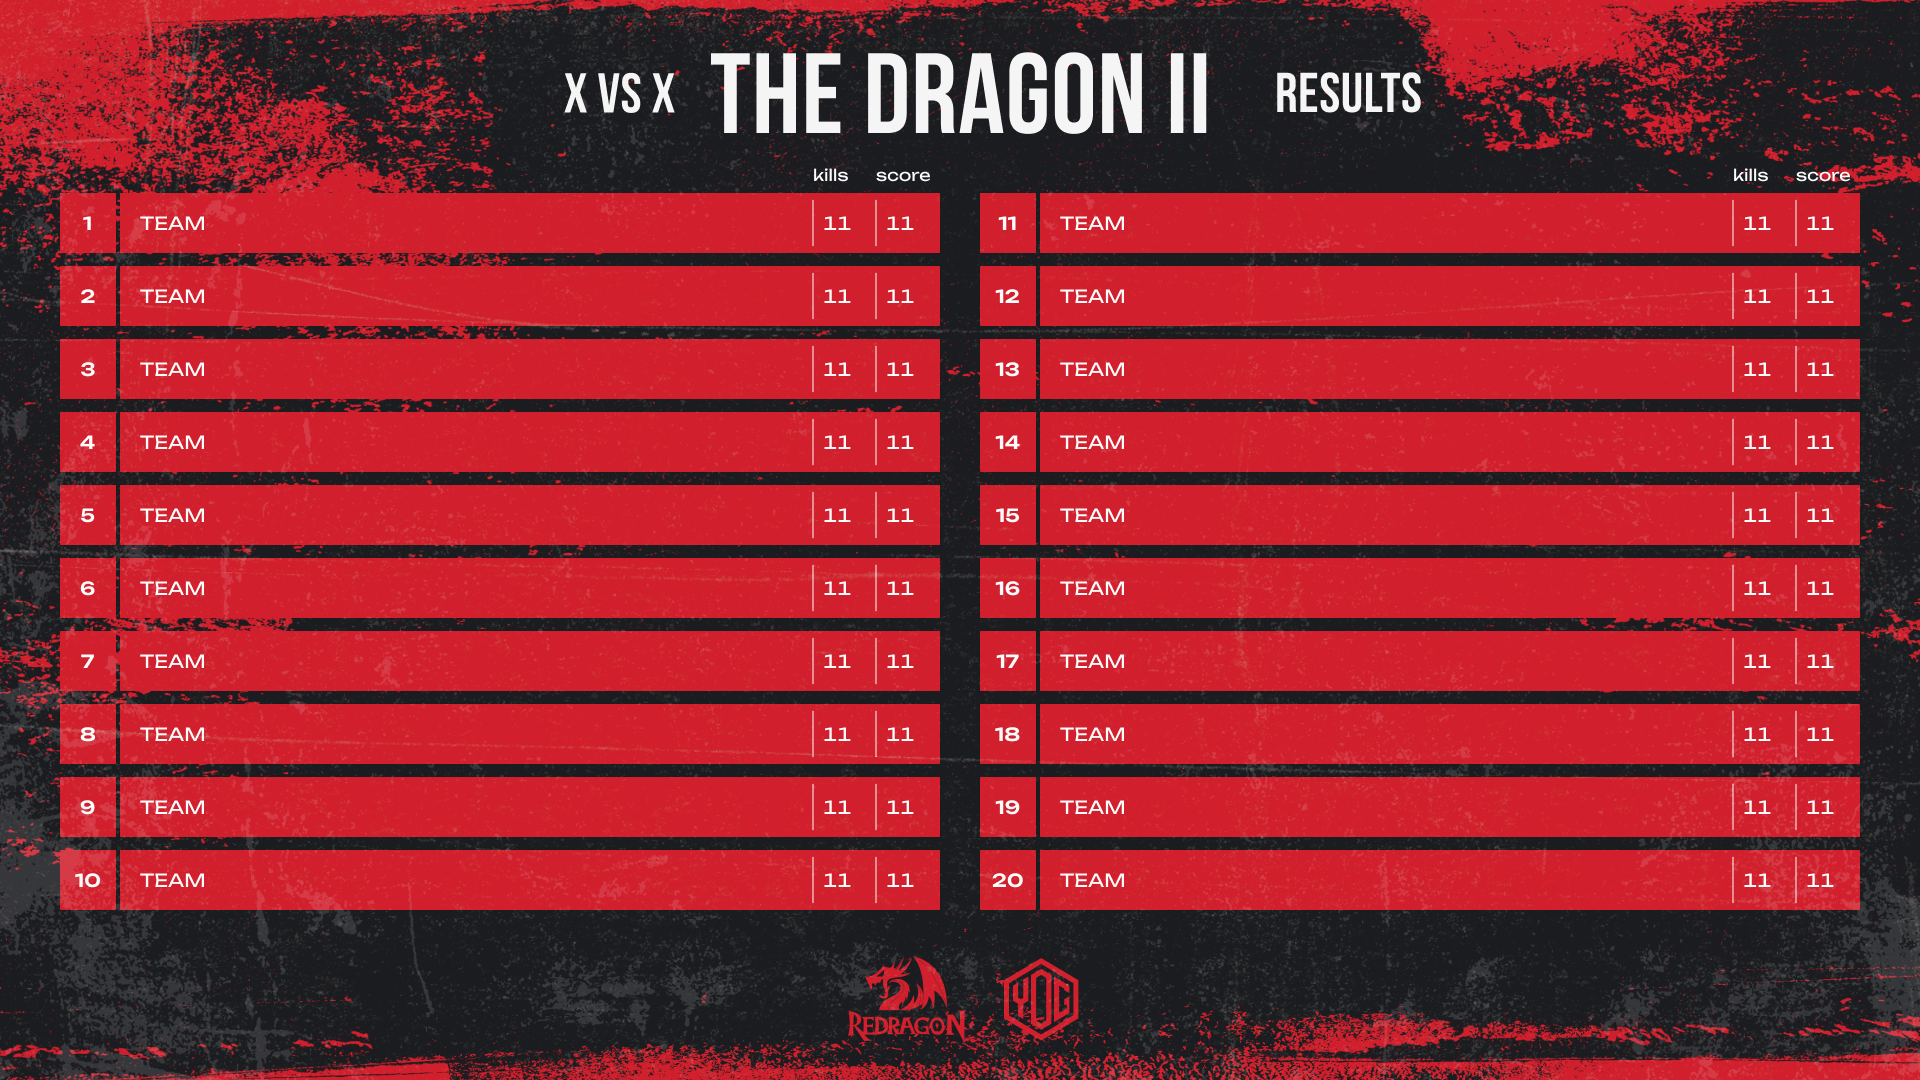 X VS X THE DRAGON II RESULTS
kills score
1 TEAM 11 11
2 TEAM 11 11
3 TEAM 11 11
4 TEAM 11 11
5 TEAM 11 11
6 TEAM 11 11
7 TEAM 11 11
8 TEAM 11 11
9 TEAM 11 11
10 TEAM 11 11
kills score
11 TEAM 11 11
12 TEAM 11 11
13 TEAM 11 11
14 TEAM 11 11
15 TEAM 11 11
16 TEAM 11 11
17 TEAM 11 11
18 TEAM 11 11
19 TEAM 11 11
20 TEAM 11 11
REDRAGON
YOG